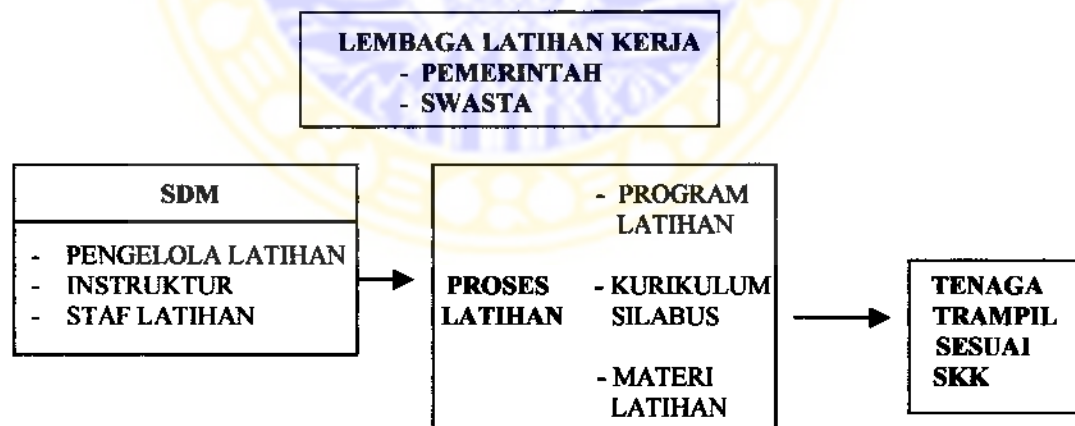 LEMBAGA LATIHAN KERJA
- PEMERINTAH
- SWASTA
SDM
- PENGELOLA LATIHAN
- INSTRUKTUR
- STAF LATIHAN
PROSES
LATIHAN
- PROGRAM
LATIHAN
- KURIKULUM
SILABUS
- MATERI
LATIHAN
TENAGA
TRAMPIL
SESUAI
SKK